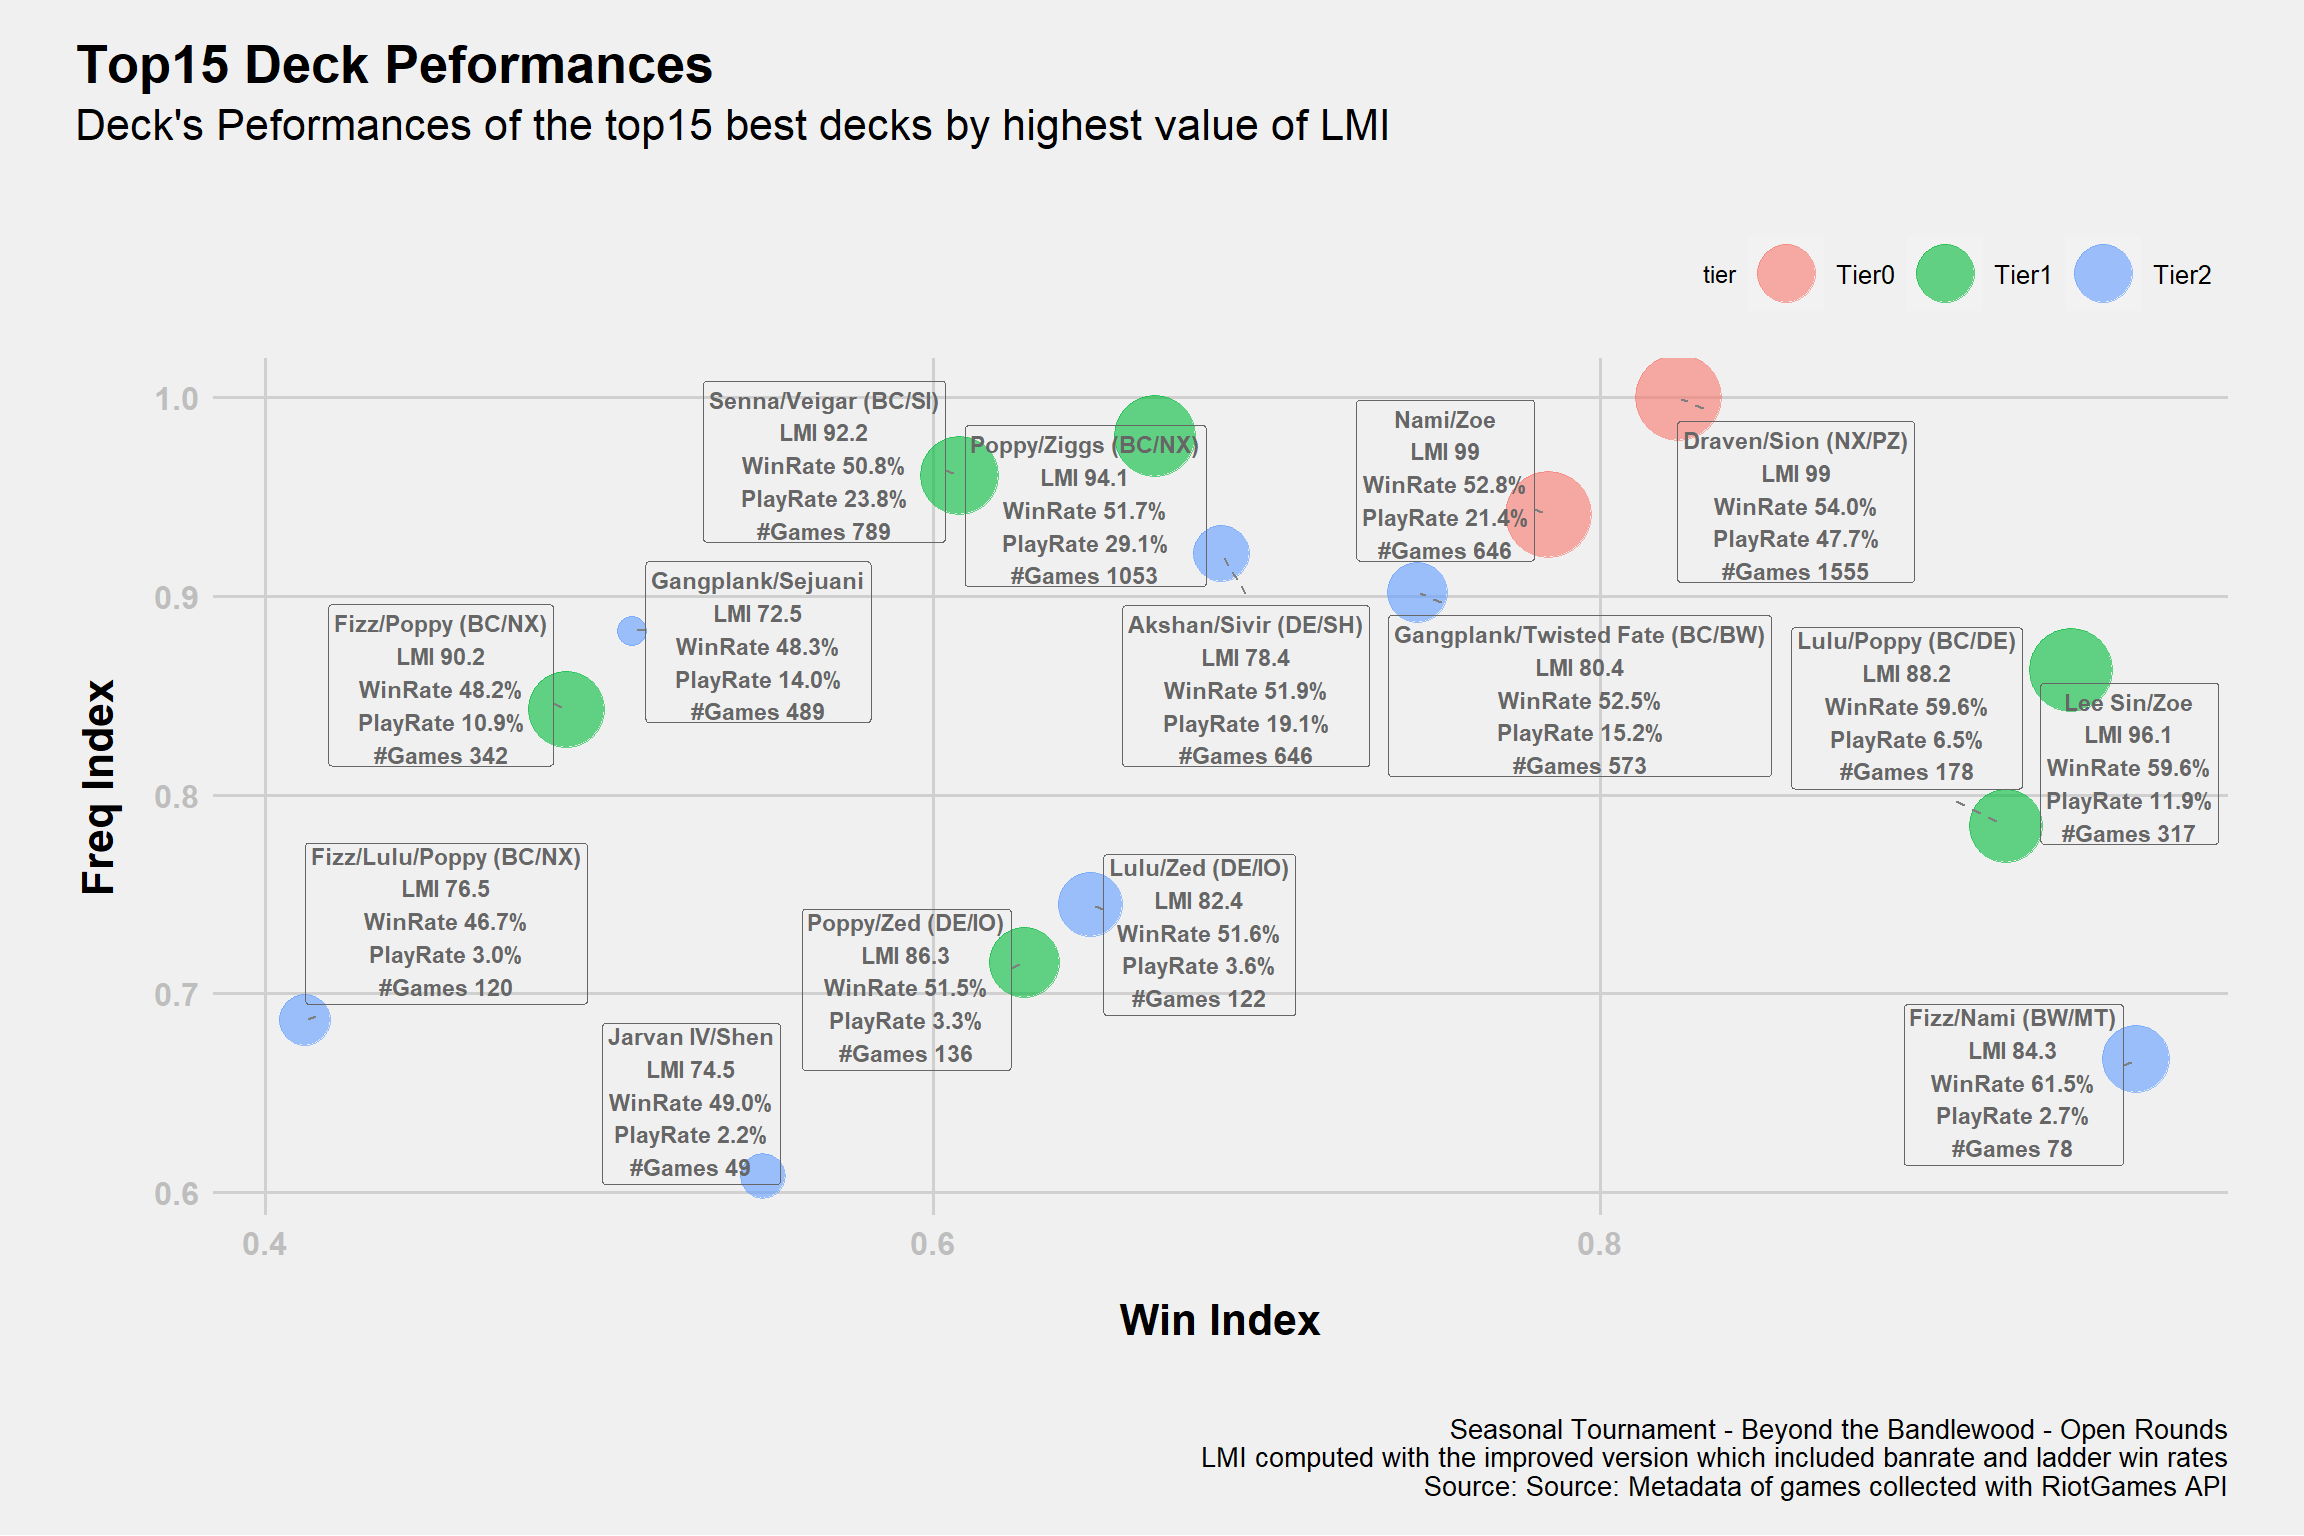 Top15 Deck Peformances
Deck's Peformances of the top15 best decks by highest value of LMI
tier
Tier0
Tier1
Tier2
Freq Index
1.0
0.9
0.8
0.7
0.6
Senna/Veigar (BC/SI)
LMI 92.2
WinRate 50.8%
PlayRate 23.8%
#Games 789
Poppy/Ziggs (BC/NX)
LMI 94.1
WinRate 51.7%
PlayRate 29.1%
#Games 1053
Nami/Zoe
LMI 99
WinRate 52.8%
PlayRate 21.4%
#Games 646
Draven/Sion (NX/PZ)
LMI 99
WinRate 54.0%
PlayRate 47.7%
#Games 1555
Fizz/Poppy (BC/NX)
LMI 90.2
WinRate 48.2%
PlayRate 10.9%
#Games 342
Gangplank/Sejuani
LMI 72.5
WinRate 48.3%
PlayRate 14.0%
#Games 489
Akshan/Sivir (DE/SH)
LMI 78.4
WinRate 51.9%
PlayRate 19.1%
#Games 646
Gangplank/Twisted Fate (BC/BW)
LMI 80.4
WinRate 52.5%
PlayRate 15.2%
#Games 573
Lulu/Poppy (BC/DE)
LMI 88.2
WinRate 59.6%
PlayRate 6.5%
#Games 178
Lee Sin/Zoe
LMI 96.1
WinRate 59.6%
PlayRate 11.9%
#Games 317
Fizz/Lulu/Poppy (BC/NX)
LMI 76.5
WinRate 46.7%
PlayRate 3.0%
#Games 120
Jarvan IV/Shen
LMI 74.5
WinRate 49.0%
PlayRate 2.2%
#Games 49
Poppy/Zed (DE/IO)
LMI 86.3
WinRate 51.5%
PlayRate 3.3%
#Games 136
Lulu/Zed (DE/IO)
LMI 82.4
WinRate 51.6%
PlayRate 3.6%
#Games 122
Fizz/Nami (BW/MT)
LMI 84.3
WinRate 61.5%
PlayRate 2.7%
#Games 78
0.4
0.6
0.8
Win Index
Seasonal Tournament - Beyond the Bandlewood - Open Rounds
LMI computed with the improved version which included banrate and ladder win rates
Source: Source: Metadata of games collected with RiotGames API